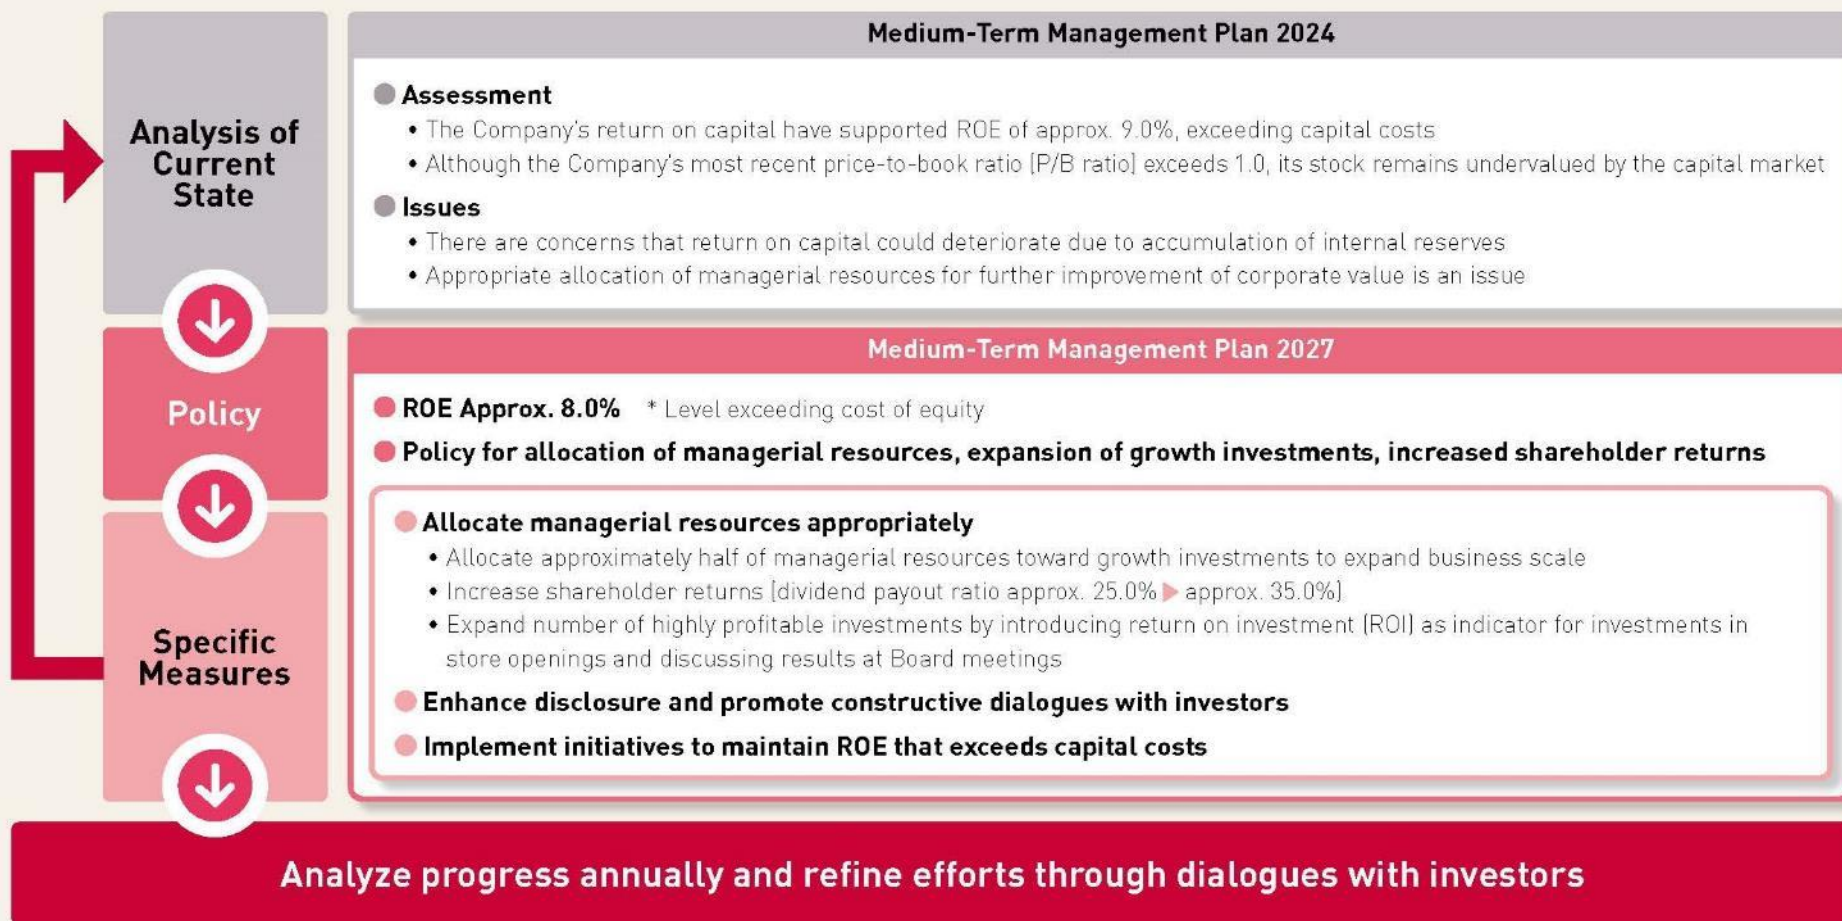 Analysis of
Current
State
Medium-Term Management Plan 2024
Assessment
• The Company's return on capital have supported ROE of approx. 9.0%, exceeding capital costs
• Although the Company's most recent price-to-book ratio [P/B ratio] exceeds 1.0, its stock remains undervalued by the capital market
Issues
• There are concerns that return on capital could deteriorate due to accumulation of internal reserves
• Appropriate allocation of managerial resources for further improvement of corporate value is an issue
Policy
Medium-Term Management Plan 2027
ROE Approx. 8.0% * Level exceeding cost of equity
Policy for allocation of managerial resources, expansion of growth investments, increased shareholder returns
Specific
Measures
Allocate managerial resources appropriately
• Allocate approximately half of managerial resources toward growth investments to expand business scale
• Increase shareholder returns [dividend payout ratio approx. 25.0% ▶ approx. 35.0%]
• Expand number of highly profitable investments by introducing return on investment [ROI] as indicator for investments in
store openings and discussing results at Board meetings
Enhance disclosure and promote constructive dialogues with investors
Implement initiatives to maintain ROE that exceeds capital costs
Analyze progress annually and refine efforts through dialogues with investors